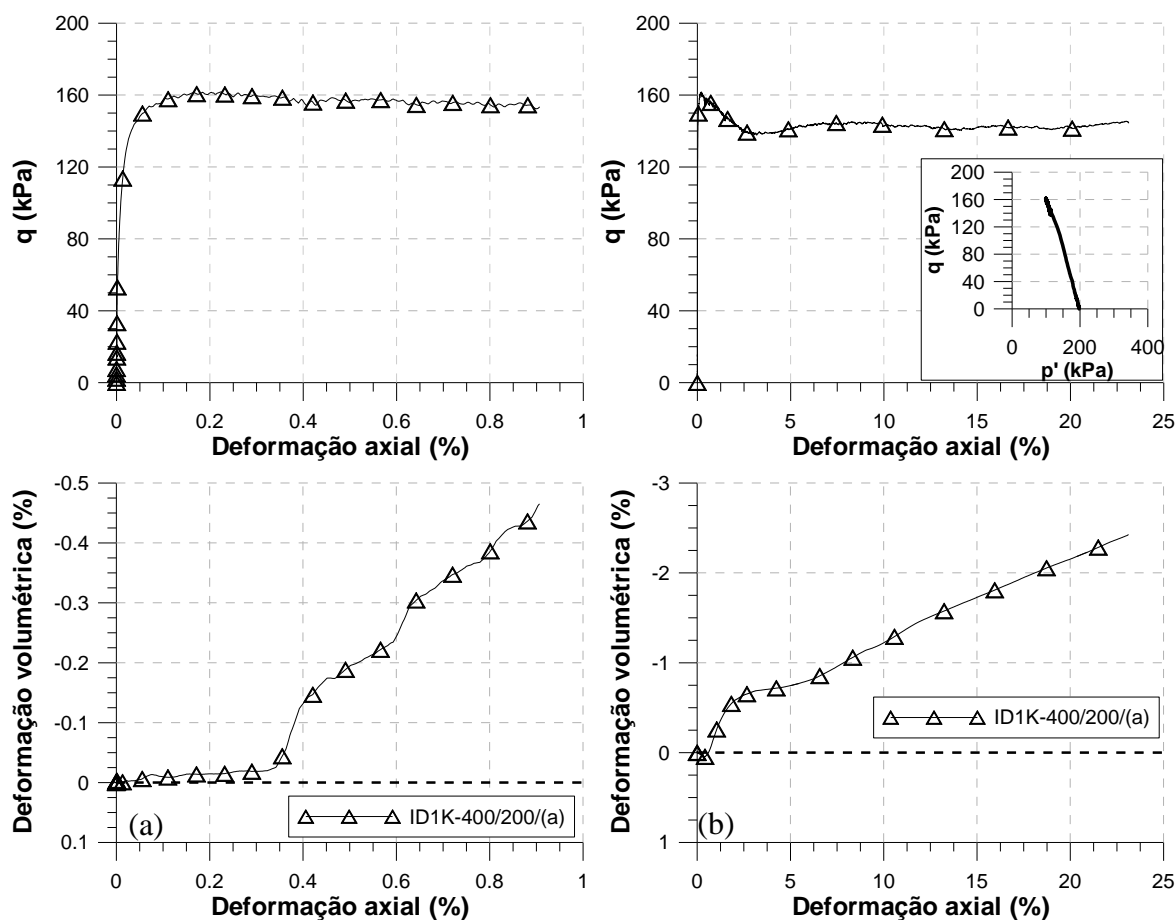 200
160
120
80
40
0
q (kPa)
0 0.2 0.4 0.6 0.8 1
Deformação axial (%)
200
160
120
80
40
0
q (kPa)
0 5 10 15 20 25
Deformação axial (%)
200
160
120
80
40
0
q (kPa)
0 200 400
p' (kPa)
-0.5
-0.4
-0.3
-0.2
-0.1
0
0.1
Deformação volumétrica (%)
(a)
ID1K-400/200/(a)
0 0.2 0.4 0.6 0.8 1
Deformação axial (%)
-3
-2
-1
0
1
Deformação volumétrica (%)
ID1K-400/200/(a)
(b)
0 5 10 15 20 25
Deformação axial (%)